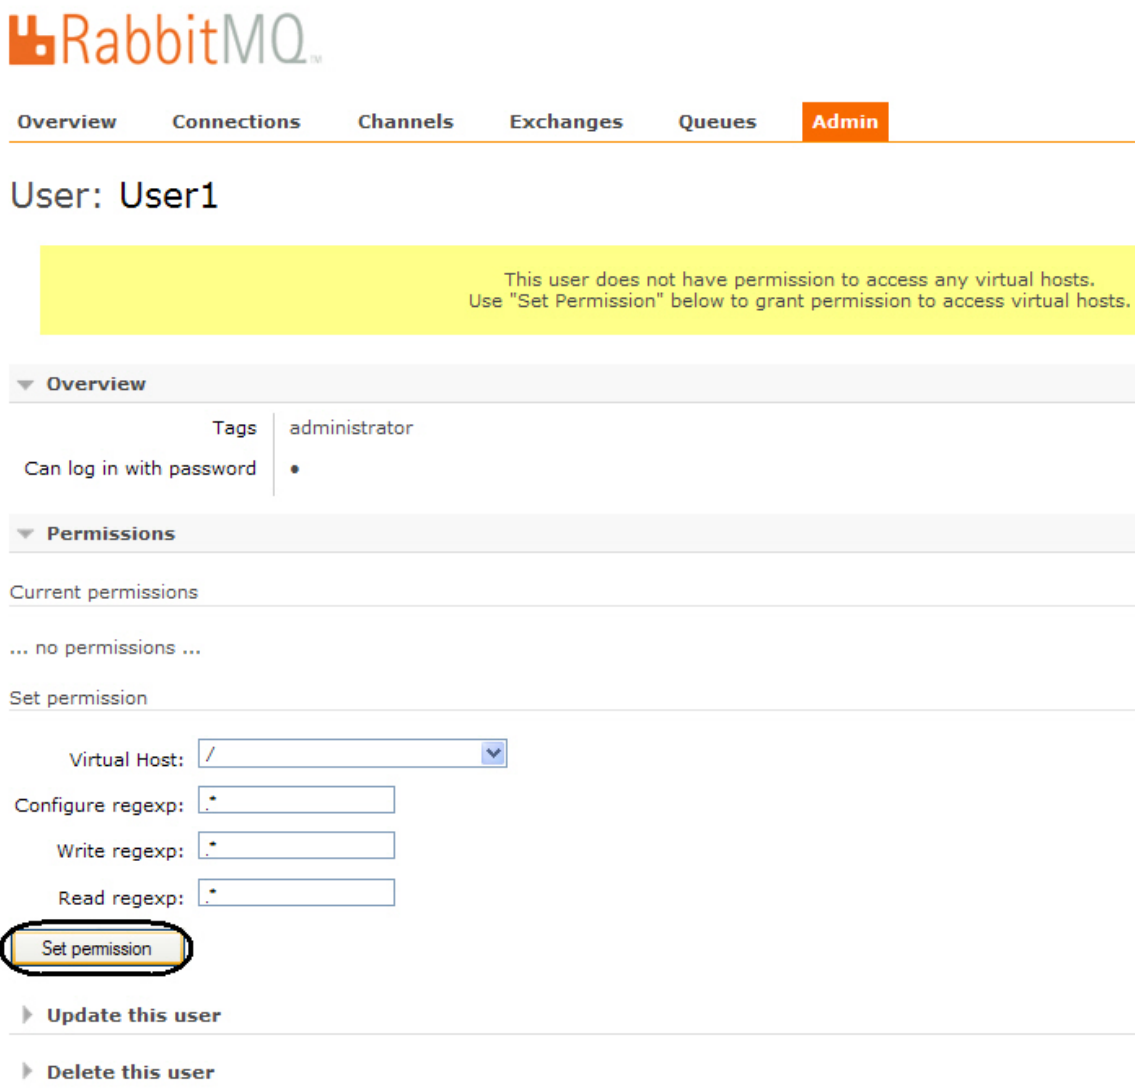 RabbitMQ™
Overview Connections Channels Exchanges Queues Admin
User: User1
This user does not have permission to access any virtual hosts.
Use "Set Permission" below to grant permission to access virtual hosts.
Overview
Tags administrator
Can log in with password •
Permissions
Current permissions
... no permissions ...
Set permission
Virtual Host: /
Configure regexp: .*
Write regexp: .*
Read regexp: .*
Set permission
Update this user
Delete this user